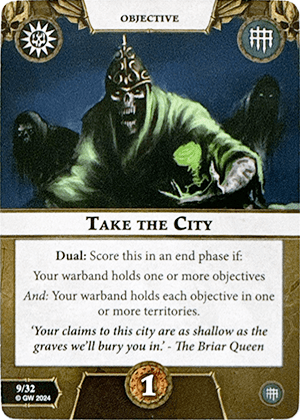 OBJECTIVE
TAKE THE CITY
Dual: Score this in an end phase if:
Your warband holds one or more objectives
And: Your warband holds each objective in one
or more territories.
'Your claims to this city are as shallow as the
graves we'll bury you in.' - The Briar Queen
9/32
© GW 2024
1